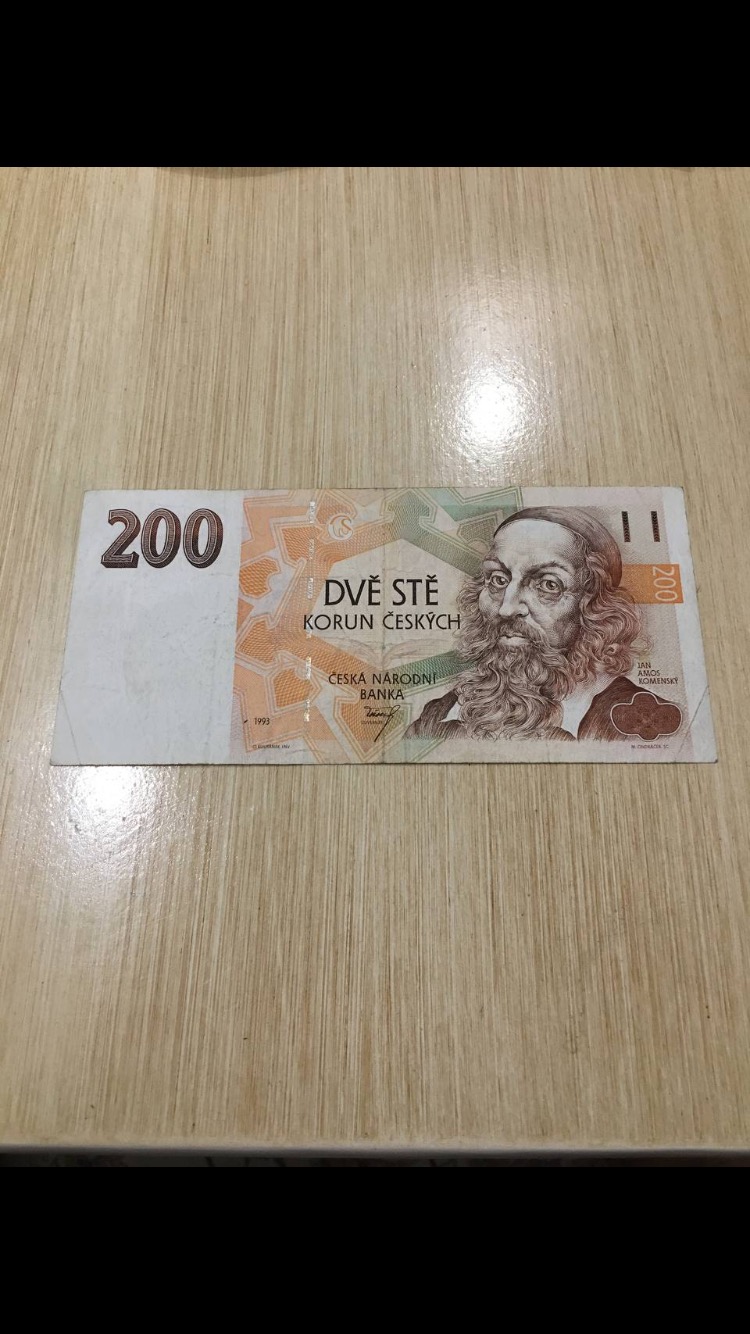 200
DVĚ STĚ
KORUN ČESKÝCH
ČESKÁ NÁRODNÍ
BANKA
1993
200
JAN
AMOS
KOMENSKÝ